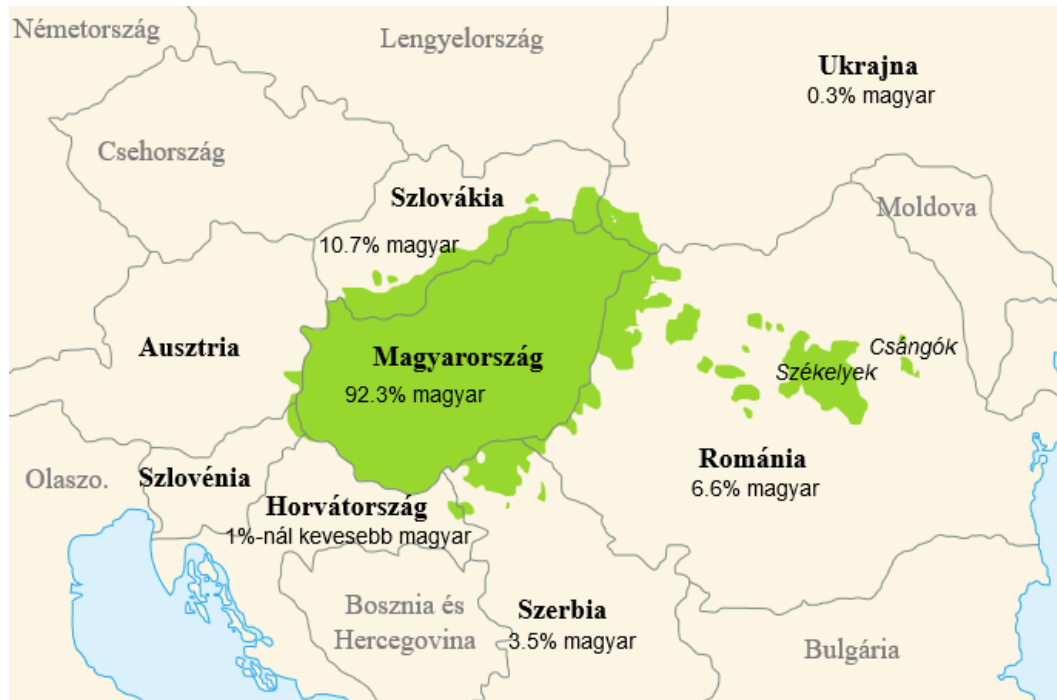 Németország
Lengyelország
Ukrajna
0.3% magyar
Csehország
Szlovákia
10.7% magyar
Moldova
Ausztria
Magyarország
92.3% magyar
Csángók
Székelyek
Olaszo.
Szlovénia
Horvátország
1%-nál kevesebb magyar
Románia
6.6% magyar
Bosznia és
Hercegovina
Szerbia
3.5% magyar
Bulgária